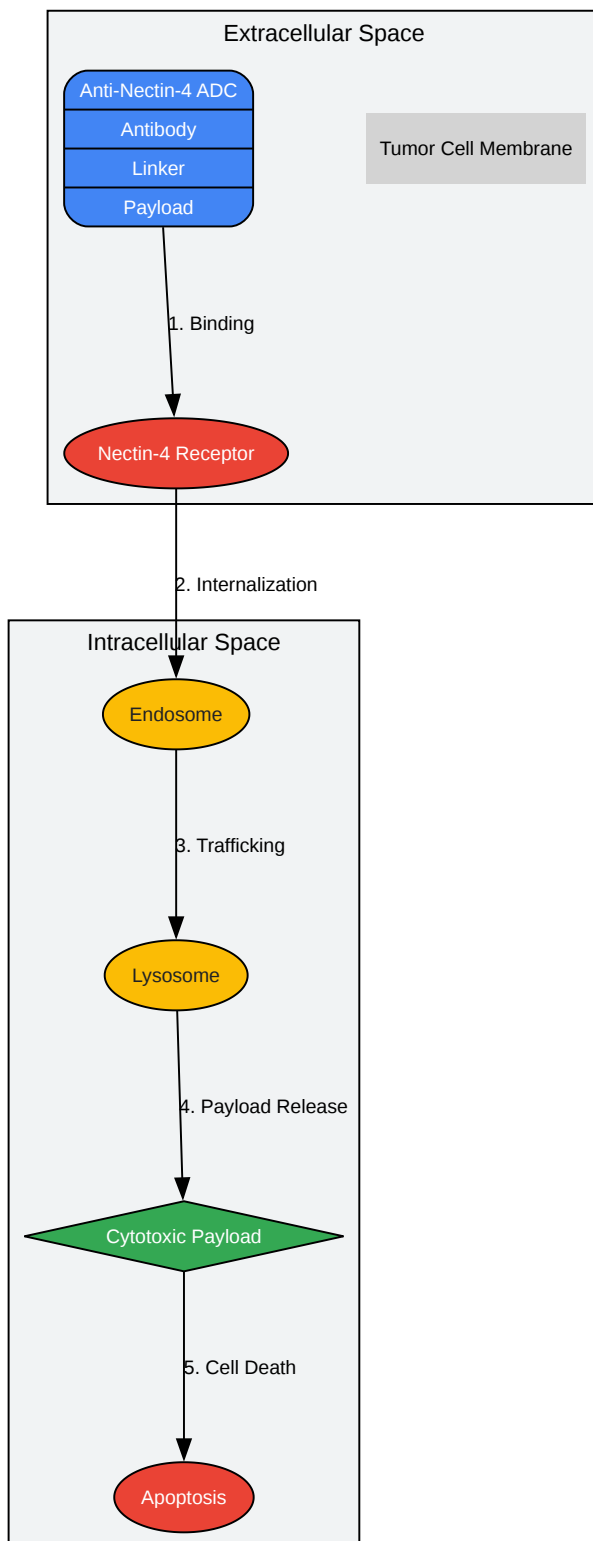 Extracellular Space
Anti-Nectin-4 ADC
Antibody
Linker
Payload
Tumor Cell Membrane
1. Binding
Nectin-4 Receptor
2. Internalization
Intracellular Space
Endosome
3. Trafficking
Lysosome
4. Payload Release
Cytotoxic Payload
5. Cell Death
Apoptosis